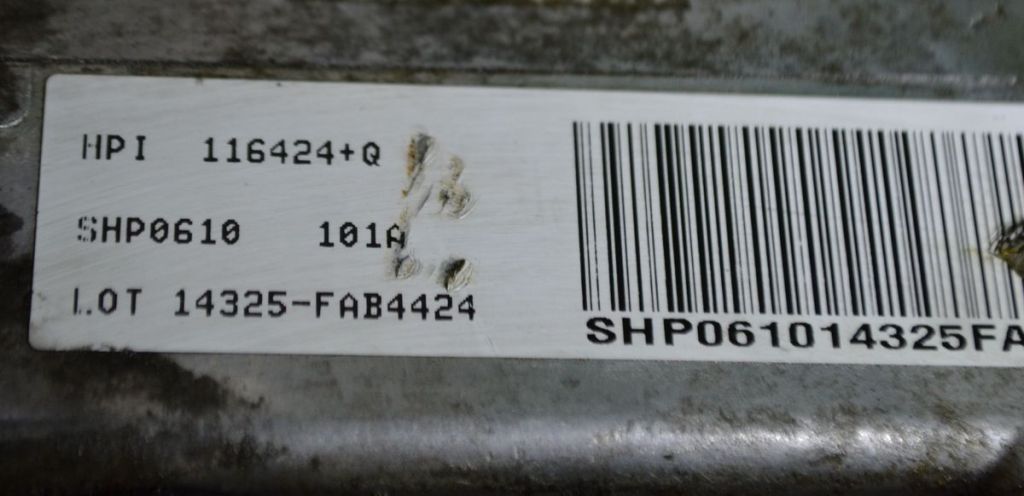 HPI 116424+Q
SHP0610 101A
LOT 14325-FAB4424
SHP061014325FA